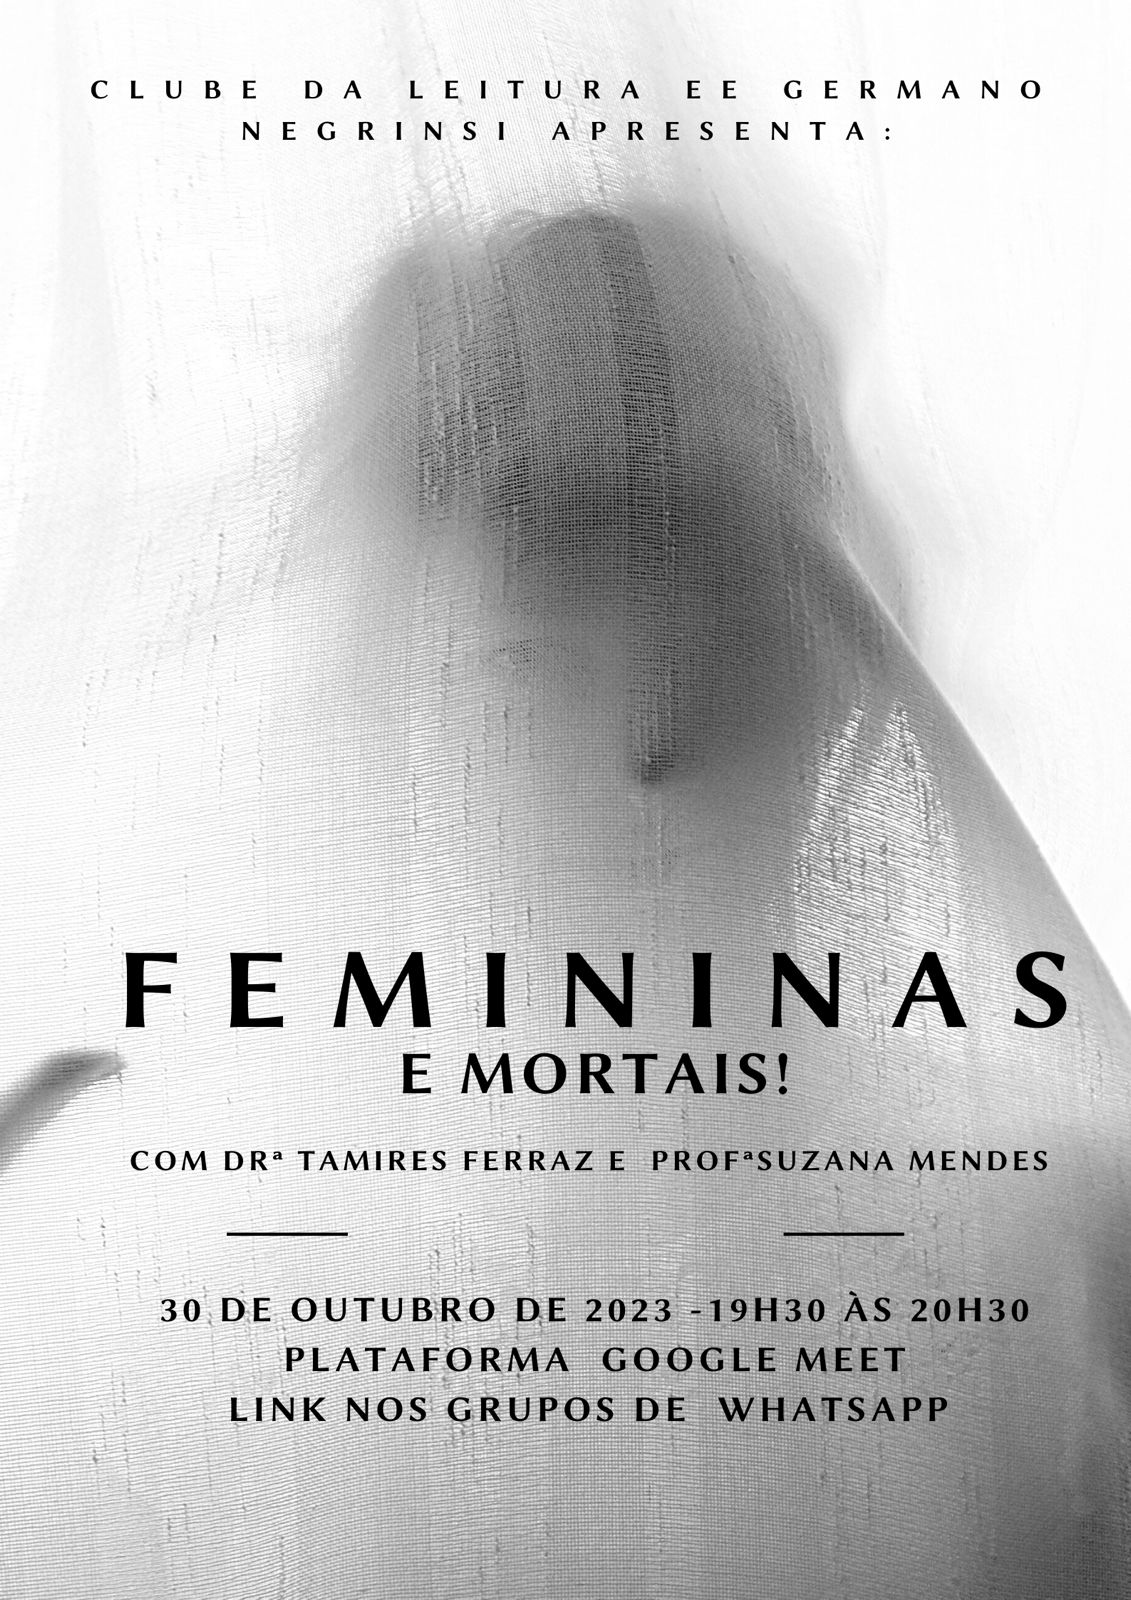 CLUBE DA LEITURA EE GERMANO
NEGRINSI APRESENTA:
FEMININAS
E MORTAIS!
COM DRª TAMIRES FERRAZ E PROFªSUZANA MENDES
30 DE OUTUBRO DE 2023 -19H30 ÀS 20H30
PLATAFORMA GOOGLE MEET
LINK NOS GRUPOS DE WHATSAPP